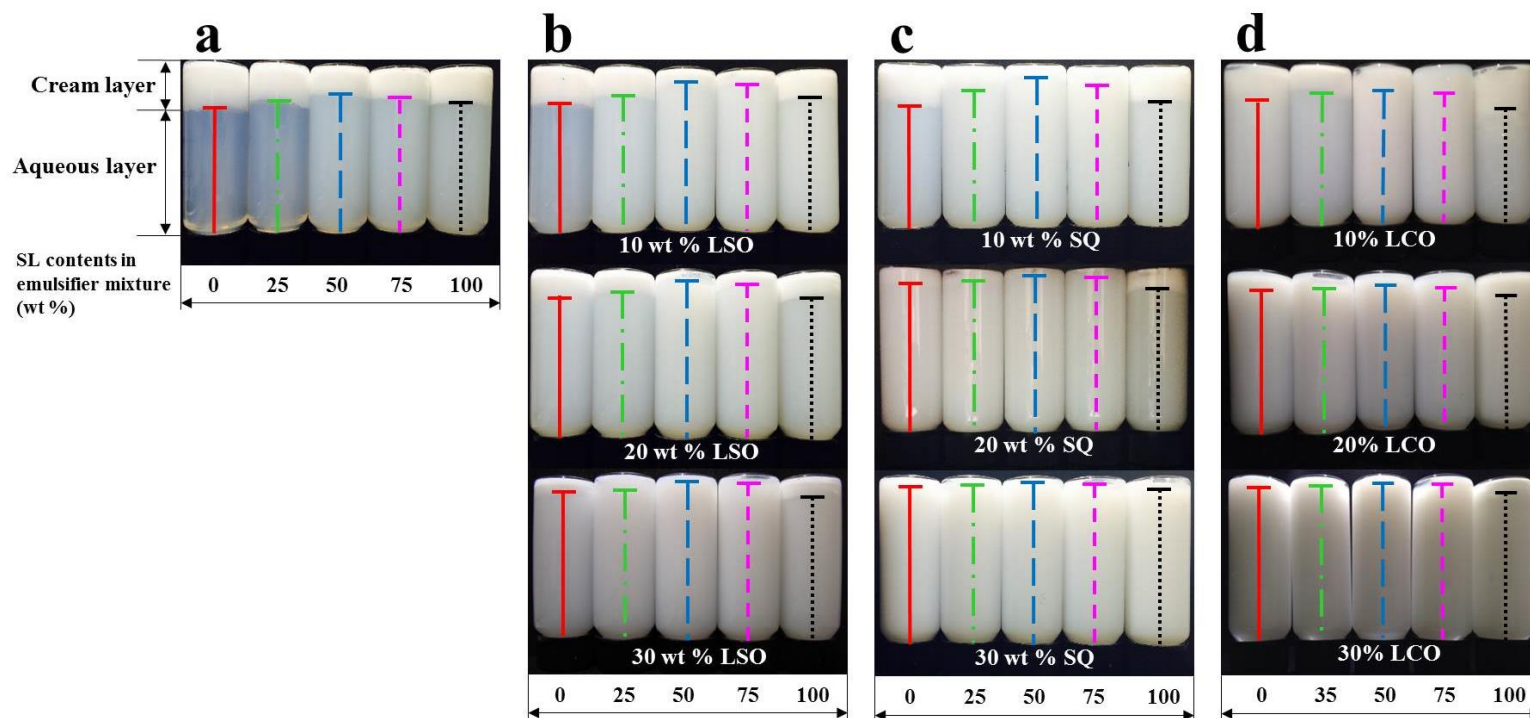 a
b
c
d
Cream layer
Aqueous layer
SL contents in
emulsifier mixture
(wt %)
0 25 50 75 100
10 wt % LSO
10 wt % SQ
10% LCO
20 wt % LSO
20 wt % SQ
20% LCO
30 wt % LSO
30 wt % SQ
30% LCO
0 25 50 75 100
0 25 50 75 100
0 35 50 75 100